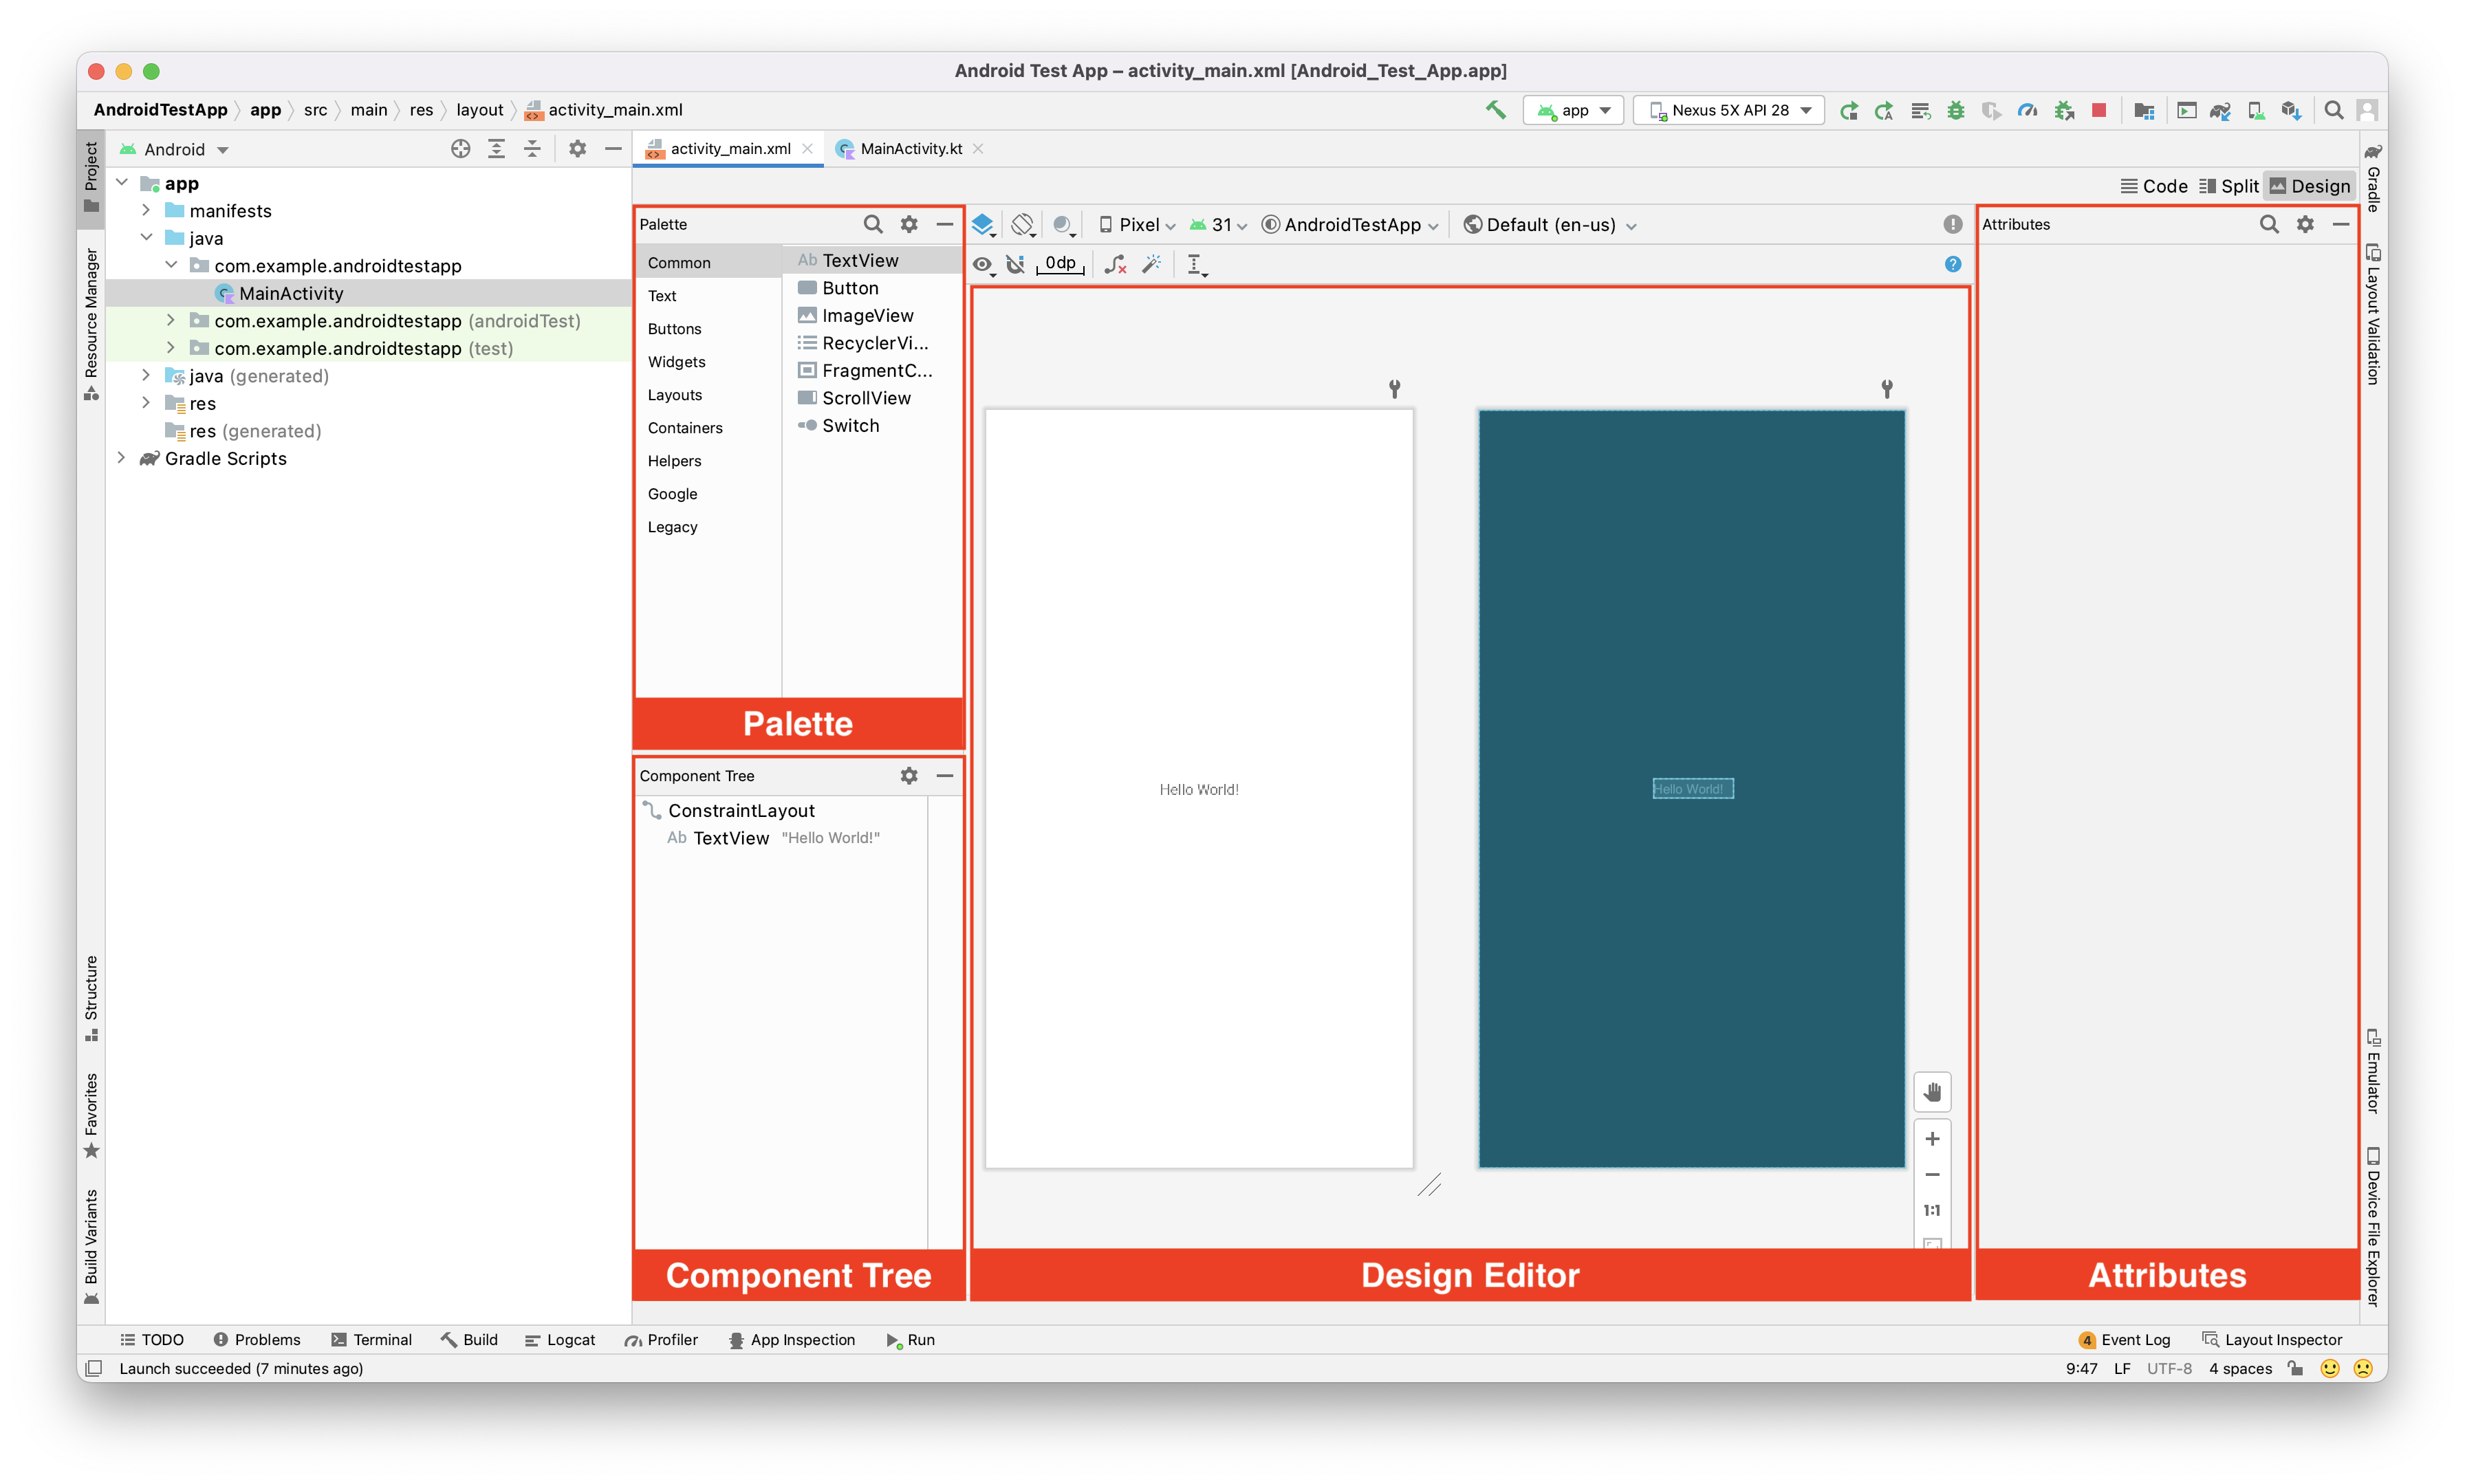 Android Test App – activity_main.xml [Android_Test_App.app]
AndroidTestApp app src main res layout activity_main.xml
app
Nexus 5X API 28
Project
Resource Manager
Structure
Favorites
Build Variants
Android
app
manifests
java
com.example.androidtestapp
MainActivity
com.example.androidtestapp (androidTest)
com.example.androidtestapp (test)
java (generated)
res
res (generated)
Gradle Scripts
activity_main.xml
MainActivity.kt
Code
Split
Design
Palette
Common
Text
Buttons
Widgets
Layouts
Containers
Helpers
Google
Legacy
Ab TextView
Button
ImageView
RecyclerVi...
FragmentC...
ScrollView
Switch
Palette
Component Tree
ConstraintLayout
Ab TextView "Hello World!"
Component Tree
Pixel
31
AndroidTestApp
Default (en-us)
0dp
Hello World!
Hello World!
1:1
Design Editor
Attributes
Attributes
Gradle
Layout Validation
Emulator
Device File Explorer
TODO
Problems
Terminal
Build
Logcat
Profiler
App Inspection
Run
4 Event Log
Layout Inspector
Launch succeeded (7 minutes ago)
9:47 LF UTF-8 4 spaces